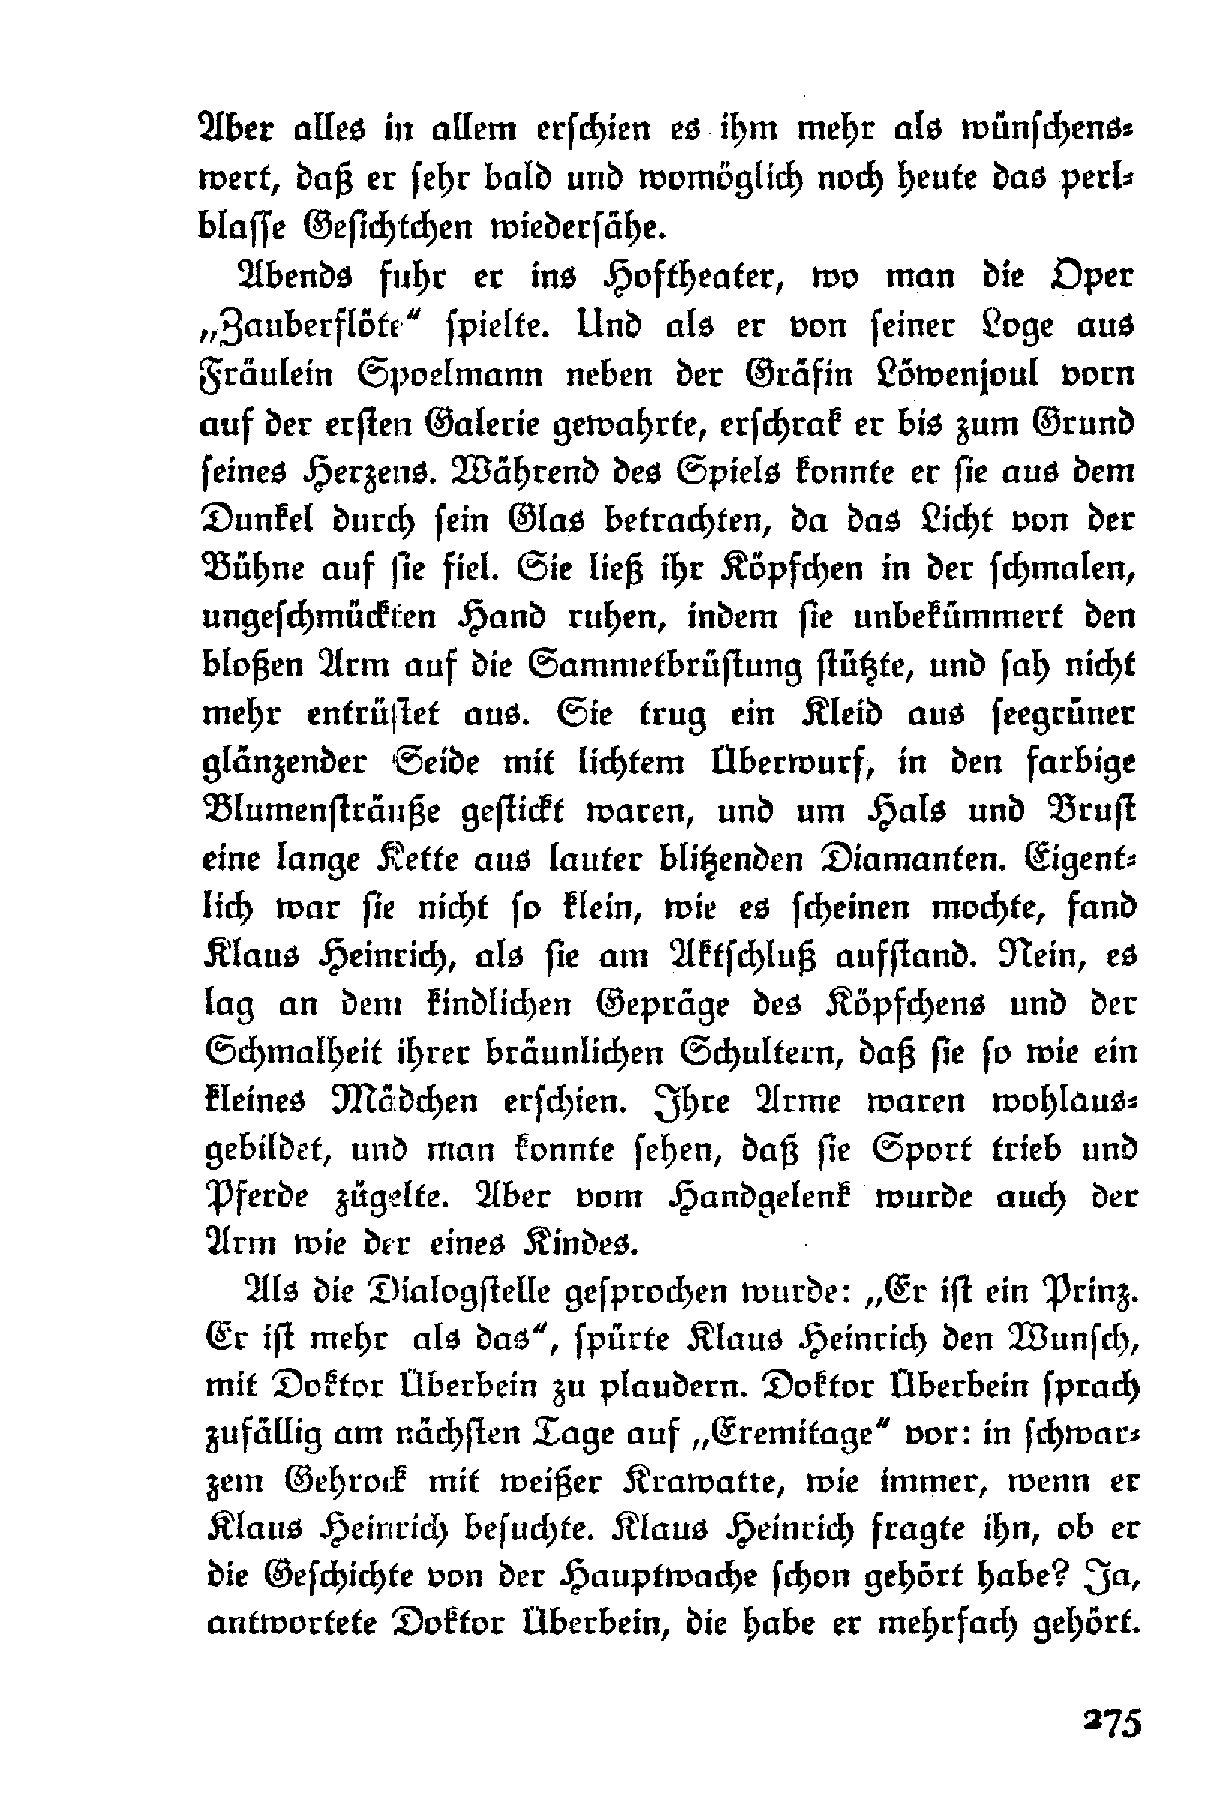 Aber alles in allem erschien es ihm mehr als wünschens-
wert, daß er sehr bald und womöglich noch heute das perl-
blasse Gesichtchen wiedersähe.
Abends fuhr er ins Hoftheater, wo man die Oper
„Zauberflöte“ spielte. Und als er von seiner Loge aus
Fräulein Spoelmann neben der Gräfin Löwenjoul vorn
auf der ersten Galerie gewahrte, erschrak er bis zum Grund
seines Herzens. Während des Spiels konnte er sie aus dem
Dunkel durch sein Glas betrachten, da das Licht von der
Bühne auf sie fiel. Sie ließ ihr Köpfchen in der schmalen,
ungeschmückten Hand ruhen, indem sie unbekümmert den
bloßen Arm auf die Sammetbrüstung stützte, und sah nicht
mehr entrüstet aus. Sie trug ein Kleid aus seegrüner
glänzender Seide mit lichtem Überwurf, in den farbige
Blumensträuße gestickt waren, und um Hals und Brust
eine lange Kette aus lauter blitzenden Diamanten. Eigent-
lich war sie nicht so klein, wie es scheinen mochte, fand
Klaus Heinrich, als sie am Aktschluß aufstand. Nein, es
lag an dem kindlichen Gepräge des Köpfchens und der
Schmalheit ihrer bräunlichen Schultern, daß sie so wie ein
kleines Mädchen erschien. Ihre Arme waren wohlaus-
gebildet, und man konnte sehen, daß sie Sport trieb und
Pferde zügelte. Aber vom Handgelenk wurde auch der
Arm wie der eines Kindes.
Als die Dialogstelle gesprochen wurde: „Er ist ein Prinz.
Er ist mehr als das“, spürte Klaus Heinrich den Wunsch,
mit Doktor Überbein zu plaudern. Doktor Überbein sprach
zufällig am nächsten Tage auf „Eremitage“ vor: in schwar-
zem Gehrock mit weißer Krawatte, wie immer, wenn er
Klaus Heinrich besuchte. Klaus Heinrich fragte ihn, ob er
die Geschichte von der Hauptwache schon gehört habe? Ja,
antwortete Doktor Überbein, die habe er mehrfach gehört.
275